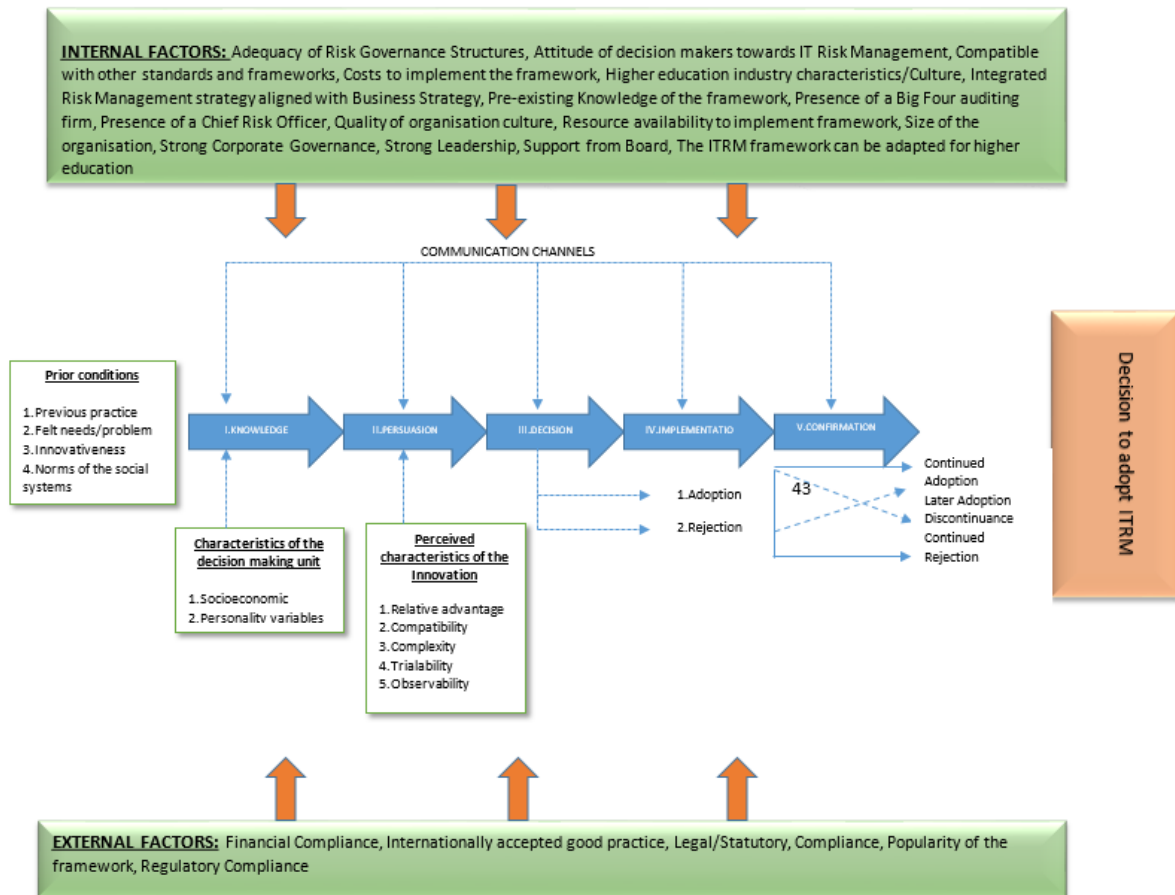 INTERNAL FACTORS: Adequacy of Risk Governance Structures, Attitude of decision makers towards IT Risk Management, Compatible
with other standards and frameworks, Costs to implement the framework, Higher education industry characteristics/Culture, Integrated
Risk Management strategy aligned with Business Strategy, Pre-existing Knowledge of the framework, Presence of a Big Four auditing
firm, Presence of a Chief Risk Officer, Quality of organisation culture, Resource availability to implement framework, Size of the
organisation, Strong Corporate Governance, Strong Leadership, Support from Board, The ITRM framework can be adapted for higher
education
COMMUNICATION CHANNELS
Prior conditions
1.Previous practice
2.Felt needs/problem
3.Innovativeness
4.Norms of the social
systems
I.KNOWLEDGE
II.PERSUASION
III.DECISION
IV.IMPLEMENTATIO
V.CONFIRMATION
Characteristics of the
decision making unit
1.Socioeconomic
2.Personality variables
Perceived
characteristics of the
Innovation
1.Relative advantage
2.Compatibility
3.Complexity
4.Trialability
5.Observability
1.Adoption
2.Rejection
43
Continued
Adoption
Later Adoption
Discontinuance
Continued
Rejection
Decision to adopt ITRM
EXTERNAL FACTORS: Financial Compliance, Internationally accepted good practice, Legal/Statutory, Compliance, Popularity of the
framework, Regulatory Compliance